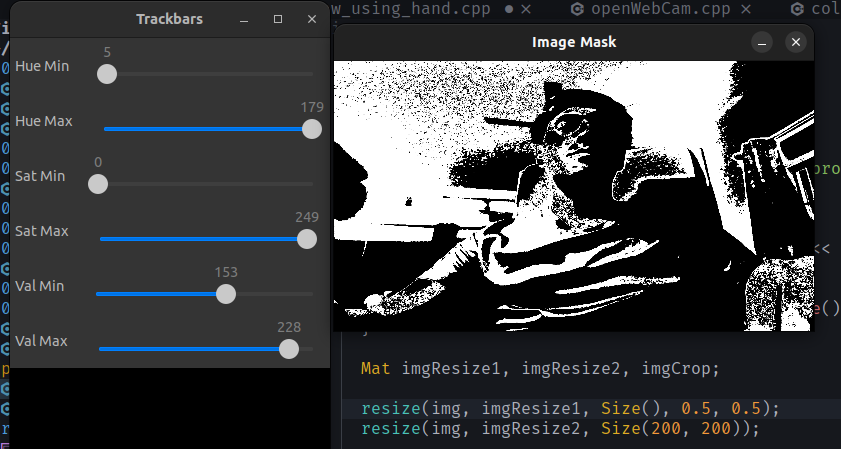 Trackbars
Hue Min
5
Hue Max
179
Sat Min
0
Sat Max
249
Val Min
153
Val Max
228
w_using_hand.cpp
openWebCam.cpp
col
Image Mask
pro
<<
e()
}
Mat imgResize1, imgResize2, imgCrop;
resize(img, imgResize1, Size(), 0.5, 0.5);
resize(img, imgResize2, Size(200, 200));